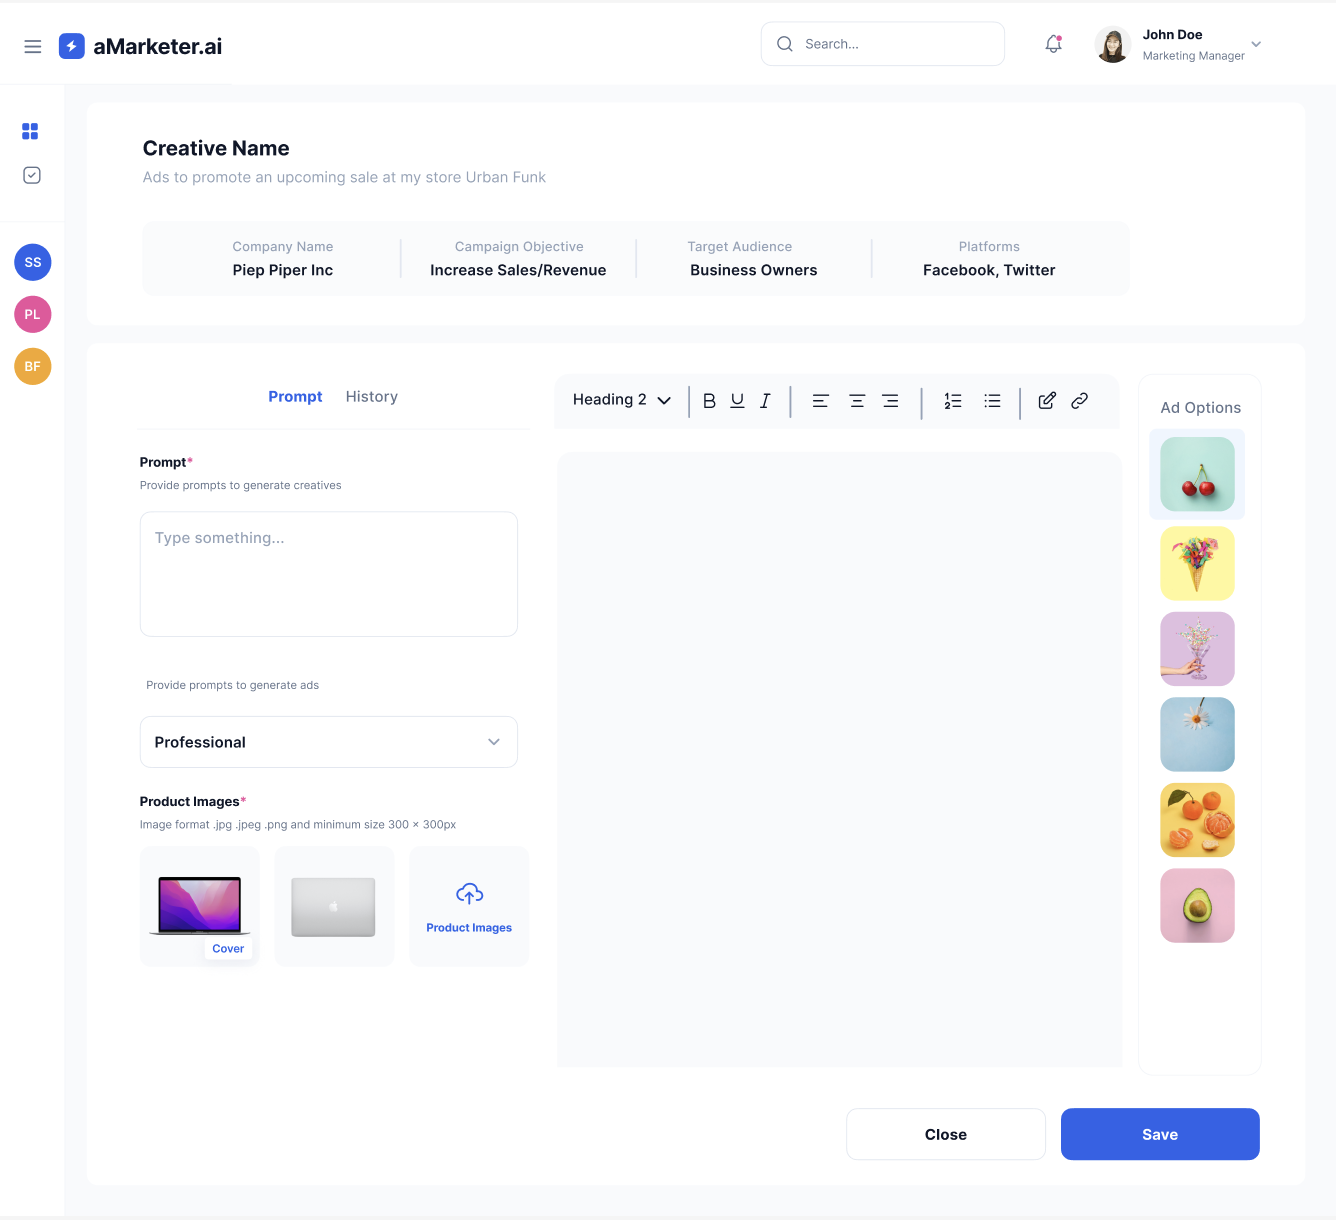 aMarketer.ai
Search...
John Doe
Marketing Manager
SS
PL
BF
Creative Name
Ads to promote an upcoming sale at my store Urban Funk
Company Name
Piep Piper Inc
Campaign Objective
Increase Sales/Revenue
Target Audience
Business Owners
Platforms
Facebook, Twitter
Prompt
History
Prompt*
Provide prompts to generate creatives
Type something...
Provide prompts to generate ads
Professional
Product Images*
Image format .jpg .jpeg .png and minimum size 300 × 300px
Cover
Product Images
Heading 2
B U I
Ad Options
Close
Save